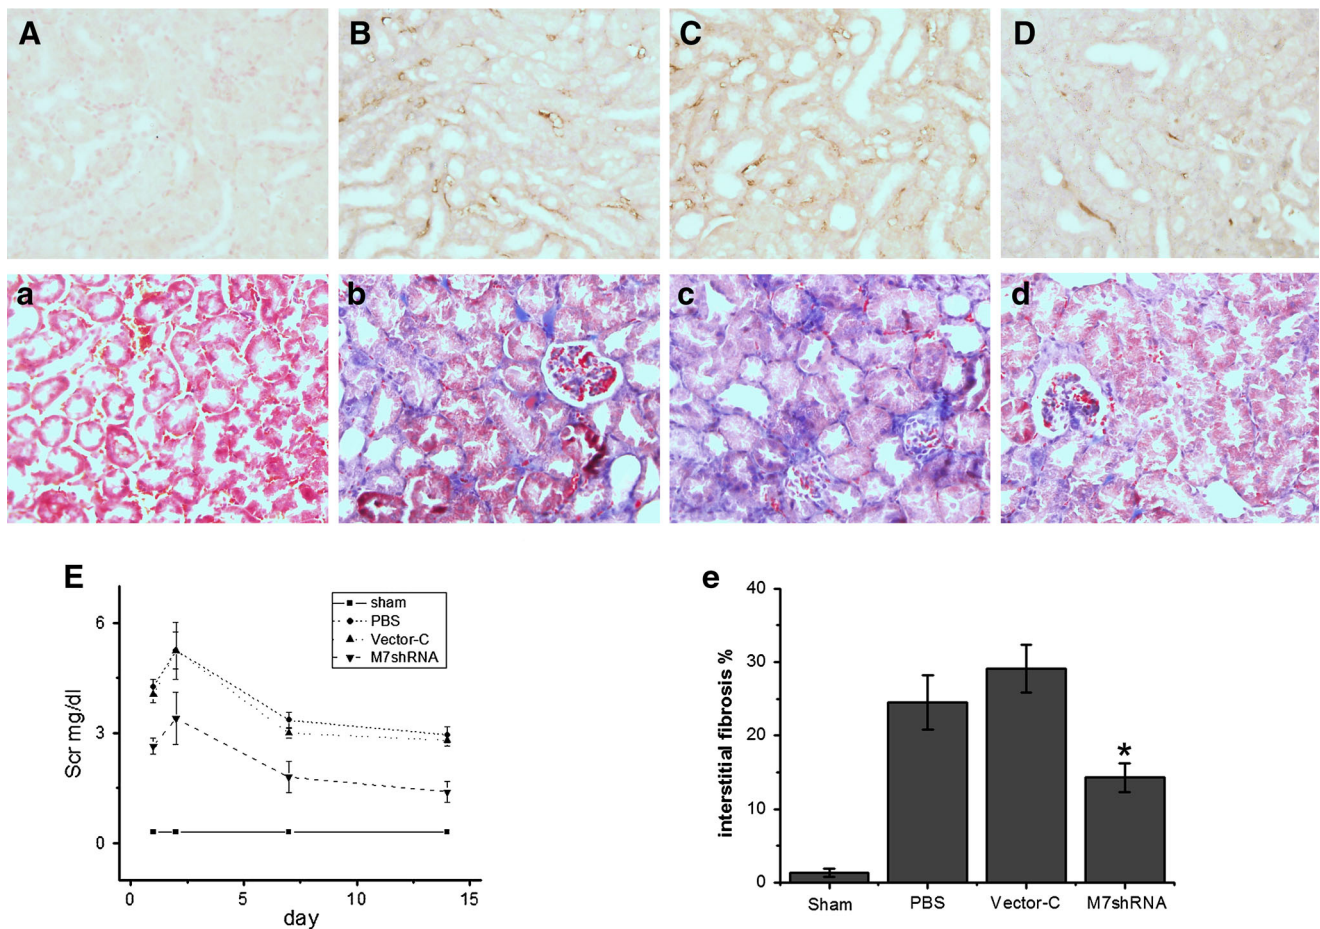 A B C D
a b c d
E
sham
PBS
Vector-C
M7shRNA
6
3
0
Scr mg/dl
0 5 10 15
day
e
40
30
20
10
0
interstitial fibrosis %
*
Sham PBS Vector-C M7shRNA